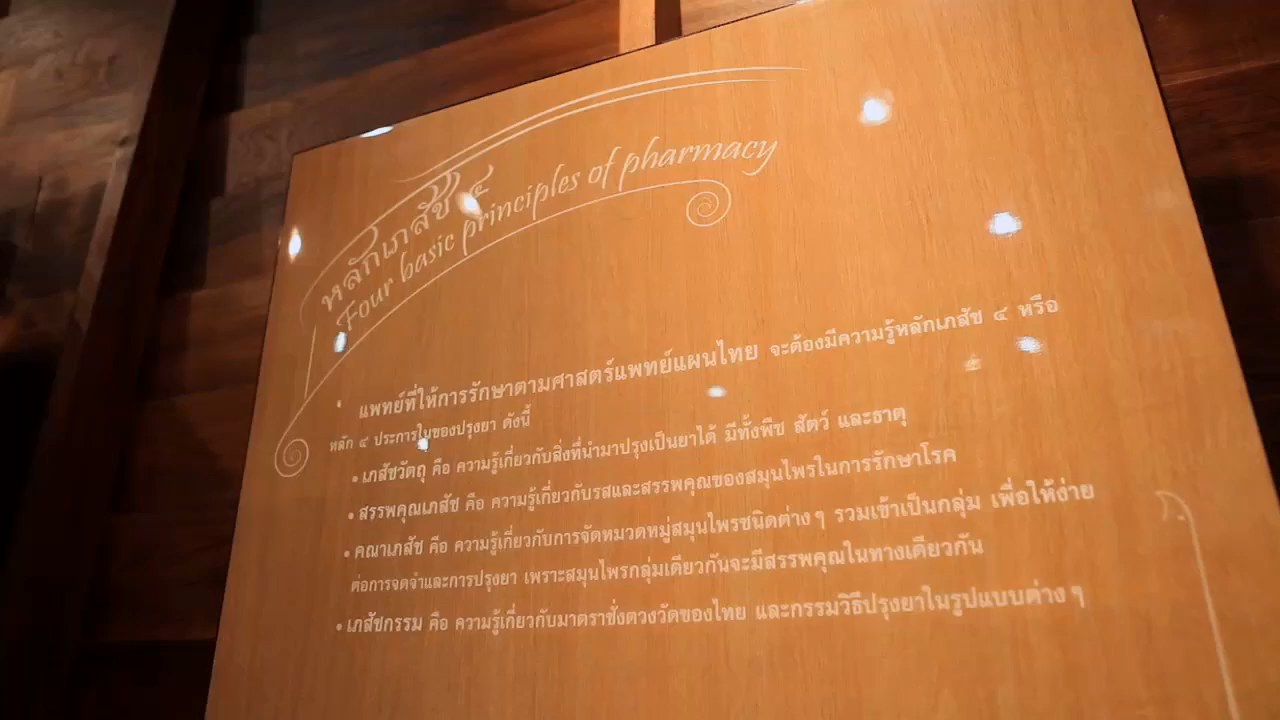 หลักเภสัช ๔
Four basic principles of pharmacy
แพทย์ที่ให้การรักษาตามศาสตร์แพทย์แผนไทย จะต้องมีความรู้หลักเภสัช ๔ หรือ
หลัก ๔ ประการในของปรุงยา ดังนี้
• เภสัชวัตถุ คือ ความรู้เกี่ยวกับสิ่งที่นำมาปรุงเป็นยาได้ มีทั้งพืช สัตว์ และธาตุ
• สรรพคุณเภสัช คือ ความรู้เกี่ยวกับรสและสรรพคุณของสมุนไพรในการรักษาโรค
• คณาเภสัช คือ ความรู้เกี่ยวกับการจัดหมวดหมู่สมุนไพรชนิดต่าง ๆ รวมเข้าเป็นกลุ่ม เพื่อให้ง่าย
ต่อการจดจำและการปรุงยา เพราะสมุนไพรกลุ่มเดียวกันจะมีสรรพคุณในทางเดียวกัน
• เภสัชกรรม คือ ความรู้เกี่ยวกับมาตราชั่งตวงวัดของไทย และกรรมวิธีปรุงยาในรูปแบบต่าง ๆ